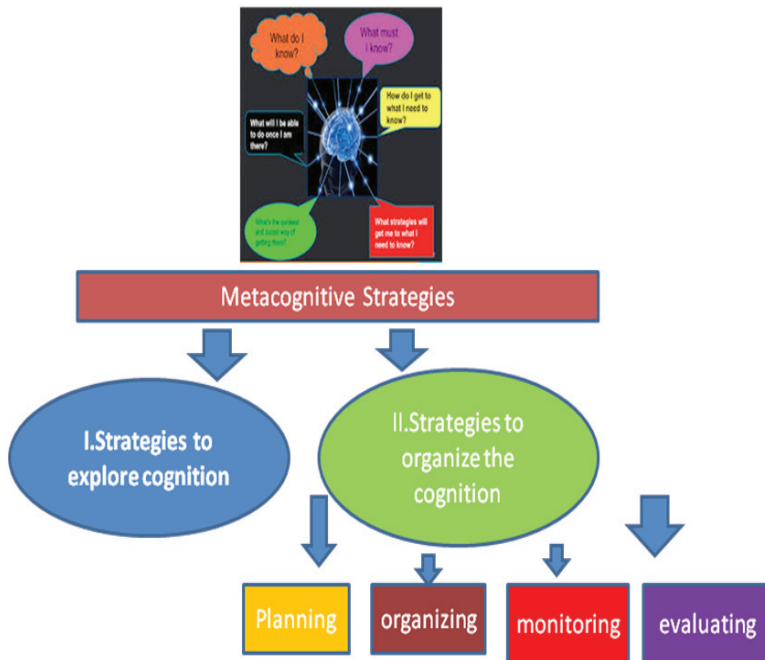 What do I
know?
What must
I know?
How do I get to
what I need to
know?
What will I be able
to do once I am
there?
What's the quickest
and surest way of
getting there?
What strategies will
get me to what I
need to know?
Metacognitive Strategies
I.Strategies to
explore cognition
II.Strategies to
organize the
cognition
Planning
organizing
monitoring
evaluating